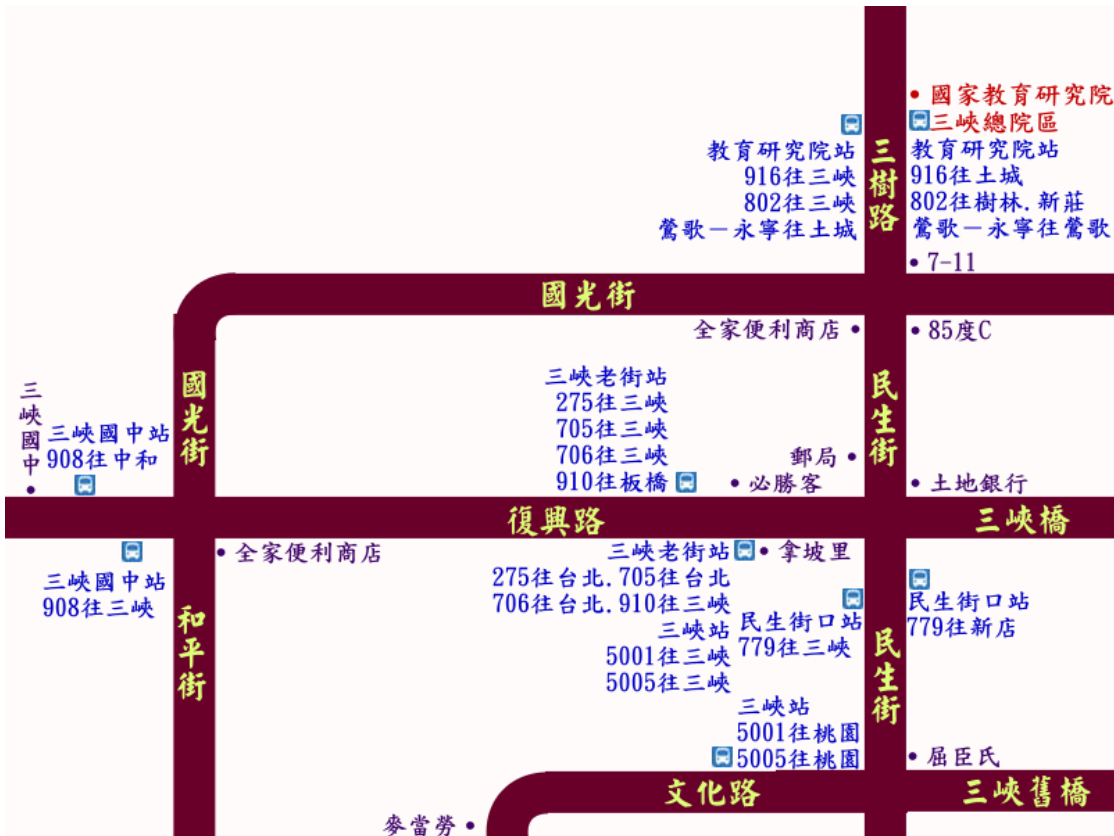 國家教育研究院
三峽總院區
教育研究院站
916往三峽
802往三峽
鶯歌－永寧往土城
三樹路
教育研究院站
916往土城
802往樹林.新莊
鶯歌－永寧往鶯歌
7-11
國光街
全家便利商店
85度C
三峽國中
三峽國中站
908往中和
國光街
三峽老街站
275往三峽
705往三峽
706往三峽
910往板橋
必勝客
郵局
民生街
土地銀行
復興路
三峽橋
三峽國中站
908往三峽
全家便利商店
和平街
三峽老街站
拿坡里
275往台北.705往台北
706往台北.910往三峽
三峽站
5001往三峽
5005往三峽
民生街口站
779往三峽
民生街口站
779往新店
民生街
三峽站
5001往桃園
5005往桃園
屈臣氏
文化路
三峽舊橋
麥當勞